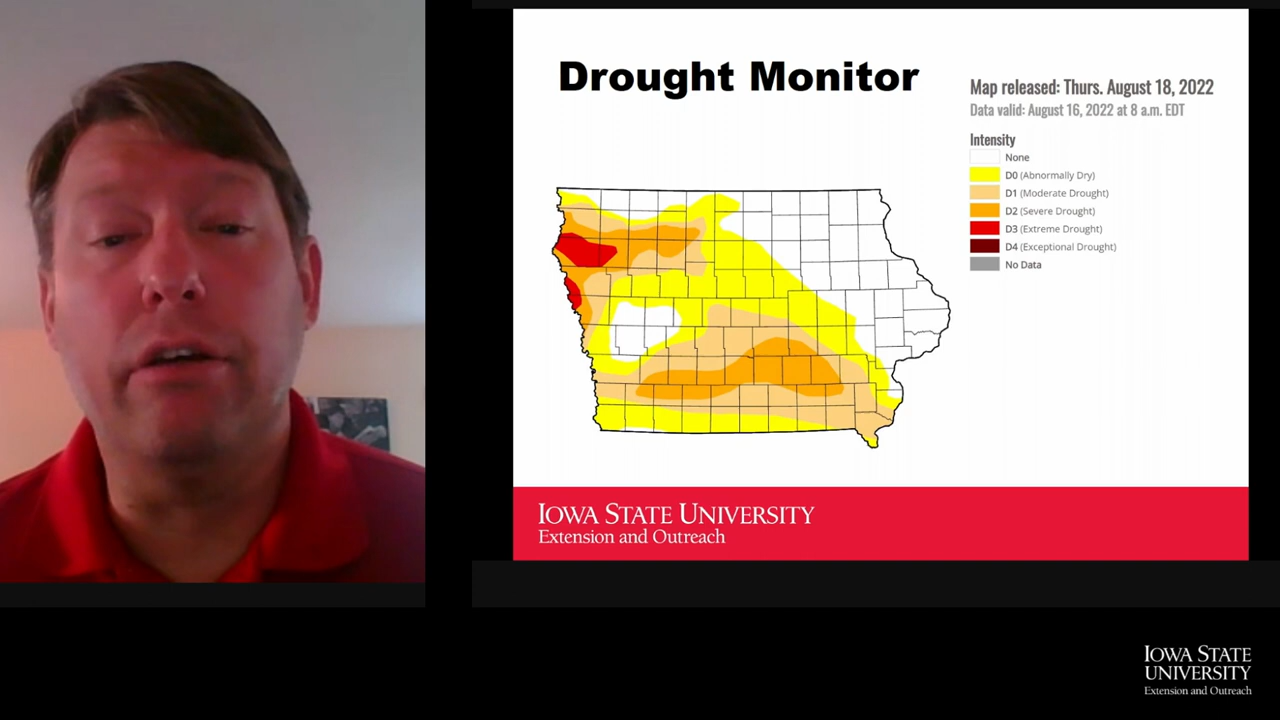 Drought Monitor
Map released: Thurs. August 18, 2022
Data valid: August 16, 2022 at 8 a.m. EDT
Intensity
None
D0 (Abnormally Dry)
D1 (Moderate Drought)
D2 (Severe Drought)
D3 (Extreme Drought)
D4 (Exceptional Drought)
No Data
IOWA STATE UNIVERSITY
Extension and Outreach
IOWA STATE
UNIVERSITY
Extension and Outreach